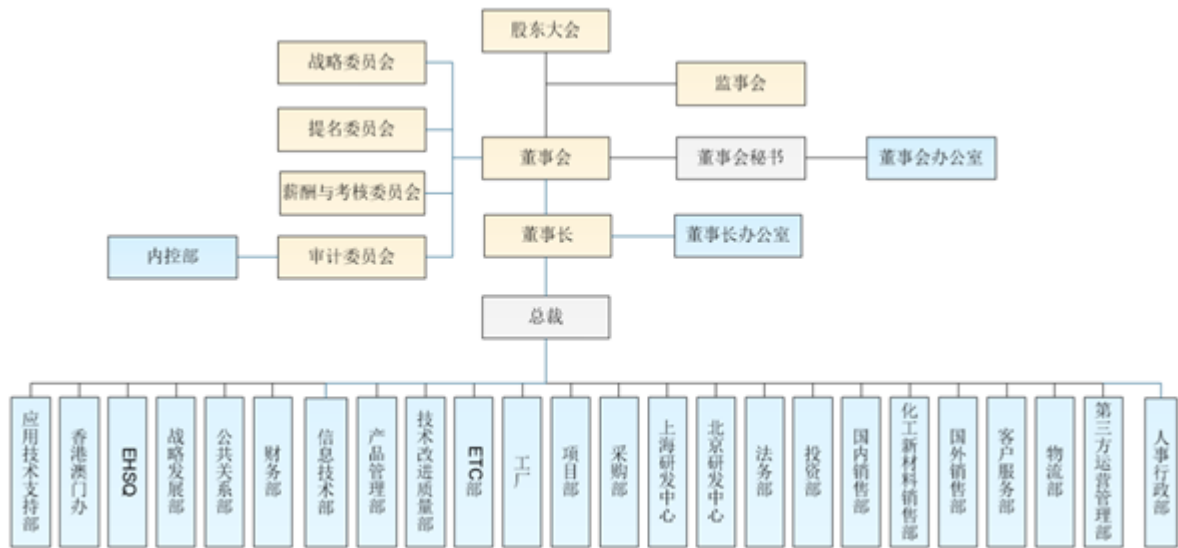 股东大会
战略委员会
监事会
提名委员会
董事会
董事会秘书
董事会办公室
薪酬与考核委员会
董事长
董事长办公室
内控部
审计委员会
总裁
应用技术支持部
香港澳门办
EHSQ
战略发展部
公共关系部
财务部
信息技术部
产品管理部
技术改进质量部
ETC部
工厂
项目部
采购部
上海研发中心
北京研发中心
法务部
投资部
国内销售部
化工新材料销售部
国外销售部
客户服务部
物流部
第三方运营管理部
人事行政部